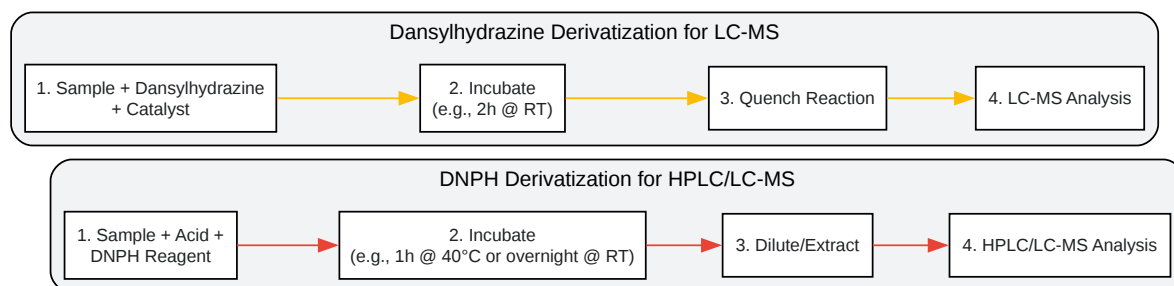 Dansylhydrazine Derivatization for LC-MS
1. Sample + Dansylhydrazine
+ Catalyst
2. Incubate
(e.g., 2h @ RT)
3. Quench Reaction
4. LC-MS Analysis
DNPH Derivatization for HPLC/LC-MS
1. Sample + Acid +
DNPH Reagent
2. Incubate
(e.g., 1h @ 40°C or overnight @ RT)
3. Dilute/Extract
4. HPLC/LC-MS Analysis